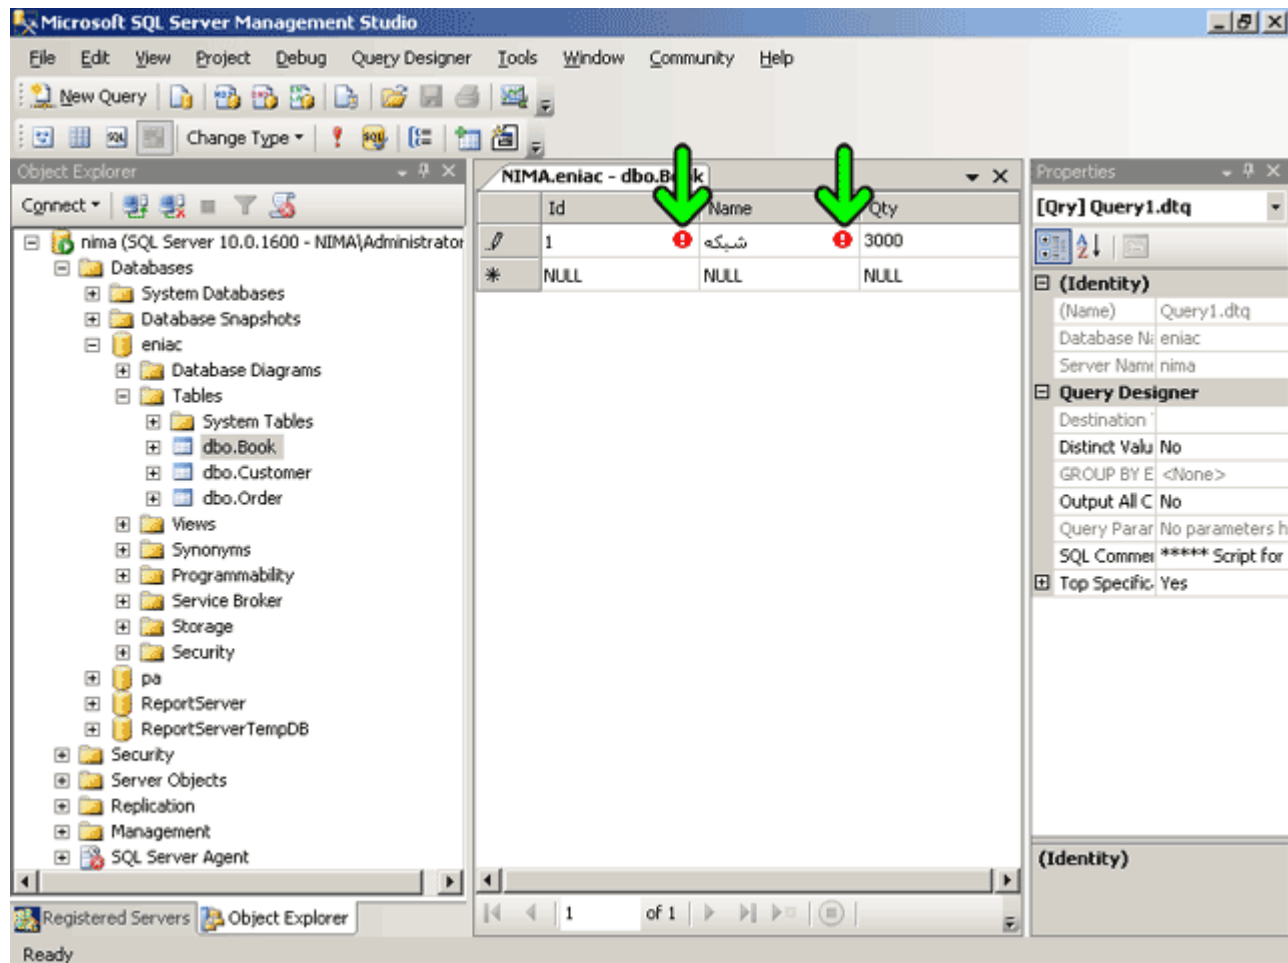 Microsoft SQL Server Management Studio
File Edit View Project Debug Query Designer Tools Window Community Help
New Query
Change Type
Object Explorer
Connect
nima (SQL Server 10.0.1600 - NIMA\Administrator
Databases
System Databases
Database Snapshots
eniac
Database Diagrams
Tables
System Tables
dbo.Book
dbo.Customer
dbo.Order
Views
Synonyms
Programmability
Service Broker
Storage
Security
pa
ReportServer
ReportServerTempDB
Security
Server Objects
Replication
Management
SQL Server Agent
Registered Servers Object Explorer
NIMA.eniac - dbo.B k
Id Name Qty
1 شبکه 3000
NULL NULL NULL
1 of 1
Properties
[Qry] Query1.dtq
(Identity)
(Name) Query1.dtq
Database Na eniac
Server Name nima
Query Designer
Destination
Distinct Valu No
GROUP BY E <None>
Output All C No
Query Parar No parameters h
SQL Commer ***** Script for
Top Specific Yes
(Identity)
Ready